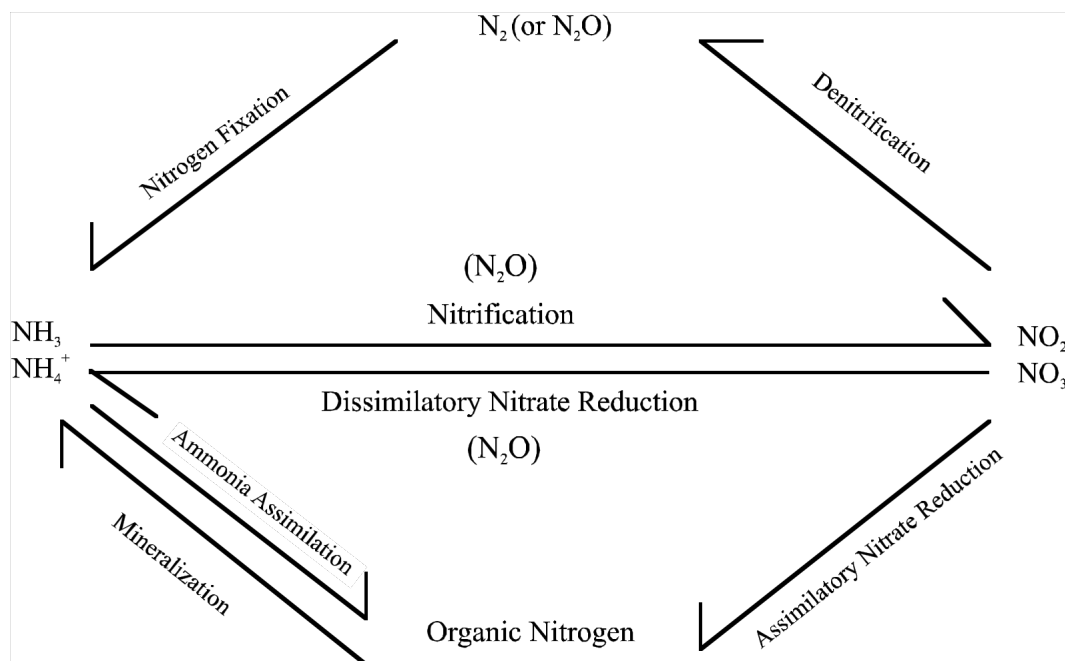 N₂ (or N₂O)
Nitrogen Fixation
Denitrification
(N₂O)
Nitrification
NH₃
NO₂
NH₄⁺
NO₃
Dissimilatory Nitrate Reduction
(N₂O)
Ammonia Assimilation
Mineralization
Assimilatory Nitrate Reduction
Organic Nitrogen